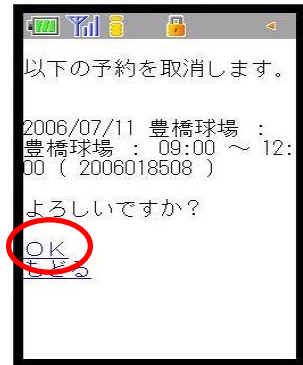 以下の予約を取消します。
2006/07/11 豊橋球場 ：
豊橋球場 ： 09:00 ～ 12:
00 ( 2006018508 )
よろしいですか？
ＯＫ
もどる